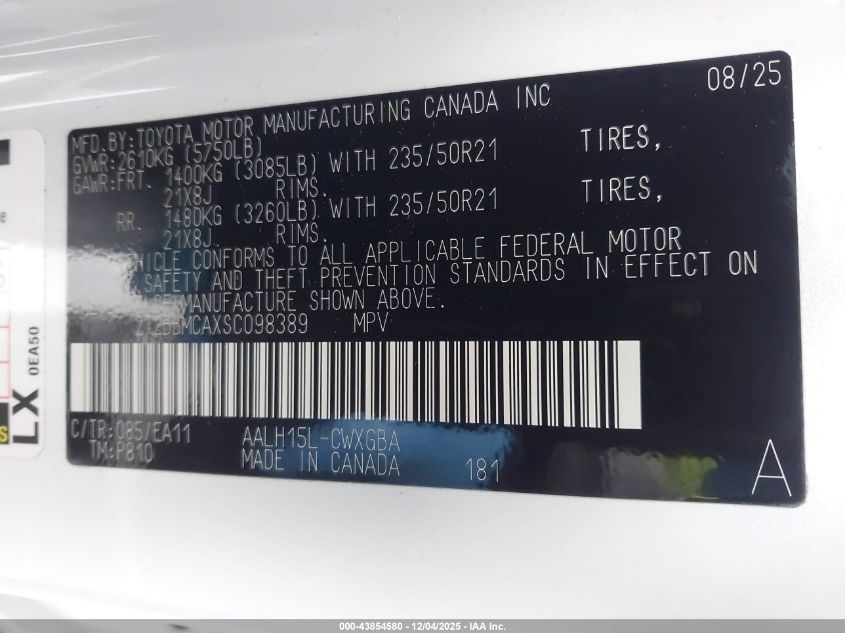 08/25
MFD.BY:TOYOTA MOTOR MANUFACTURING CANADA INC
GVWR:2610KG (5750LB)
GAWR:FRT. 1400KG (3085LB) WITH 235/50R21 TIRES,
21X8J RIMS.
RR. 1480KG (3260LB) WITH 235/50R21 TIRES,
21X8J RIMS.
CONFORMS TO ALL APPLICABLE FEDERAL MOTOR
SAFETY AND THEFT PREVENTION STANDARDS IN EFFECT ON
MANUFACTURE SHOWN ABOVE.
MPV
C/TR:085/EA11 AALH15L-CWXGBA
TM:P810 MADE IN CANADA 181
A
LX 0EA50
000-43854580 - 12/04/2025 - IAA Inc.